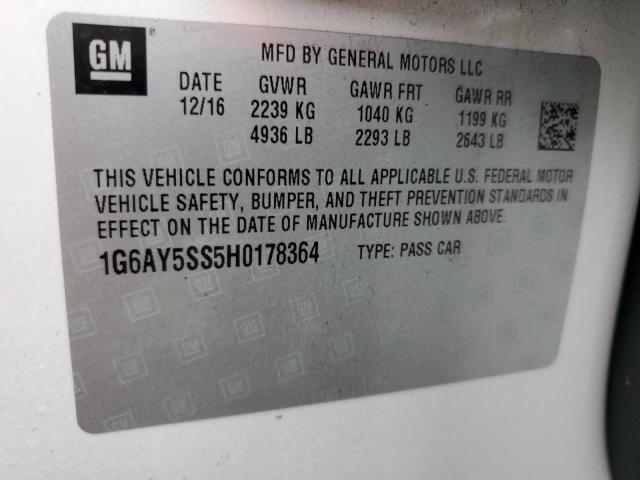 GM ®
MFD BY GENERAL MOTORS LLC
DATE GVWR GAWR FRT GAWR RR
12/16 2239 KG 1040 KG 1199 KG
4936 LB 2293 LB 2643 LB
THIS VEHICLE CONFORMS TO ALL APPLICABLE U.S. FEDERAL MOTOR
VEHICLE SAFETY, BUMPER, AND THEFT PREVENTION STANDARDS IN
EFFECT ON THE DATE OF MANUFACTURE SHOWN ABOVE.
1G6AY5SS5H0178364 TYPE: PASS CAR